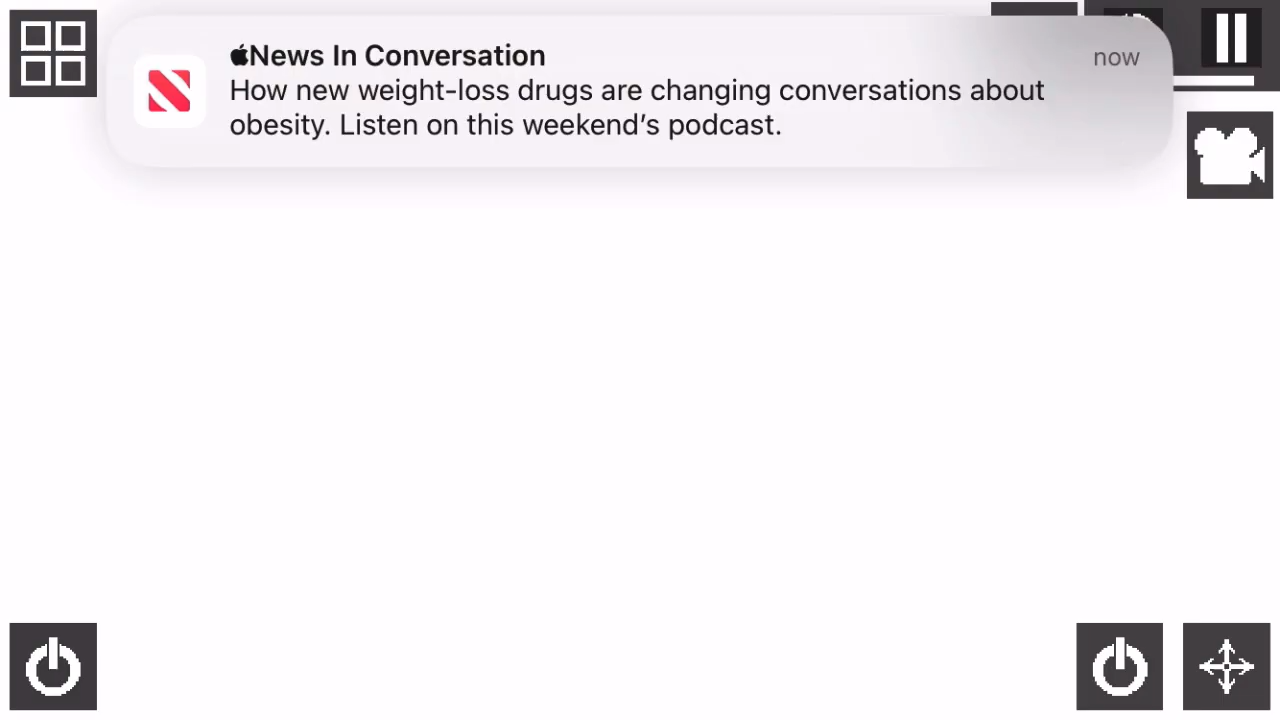 News In Conversation
now
How new weight-loss drugs are changing conversations about
obesity. Listen on this weekend’s podcast.